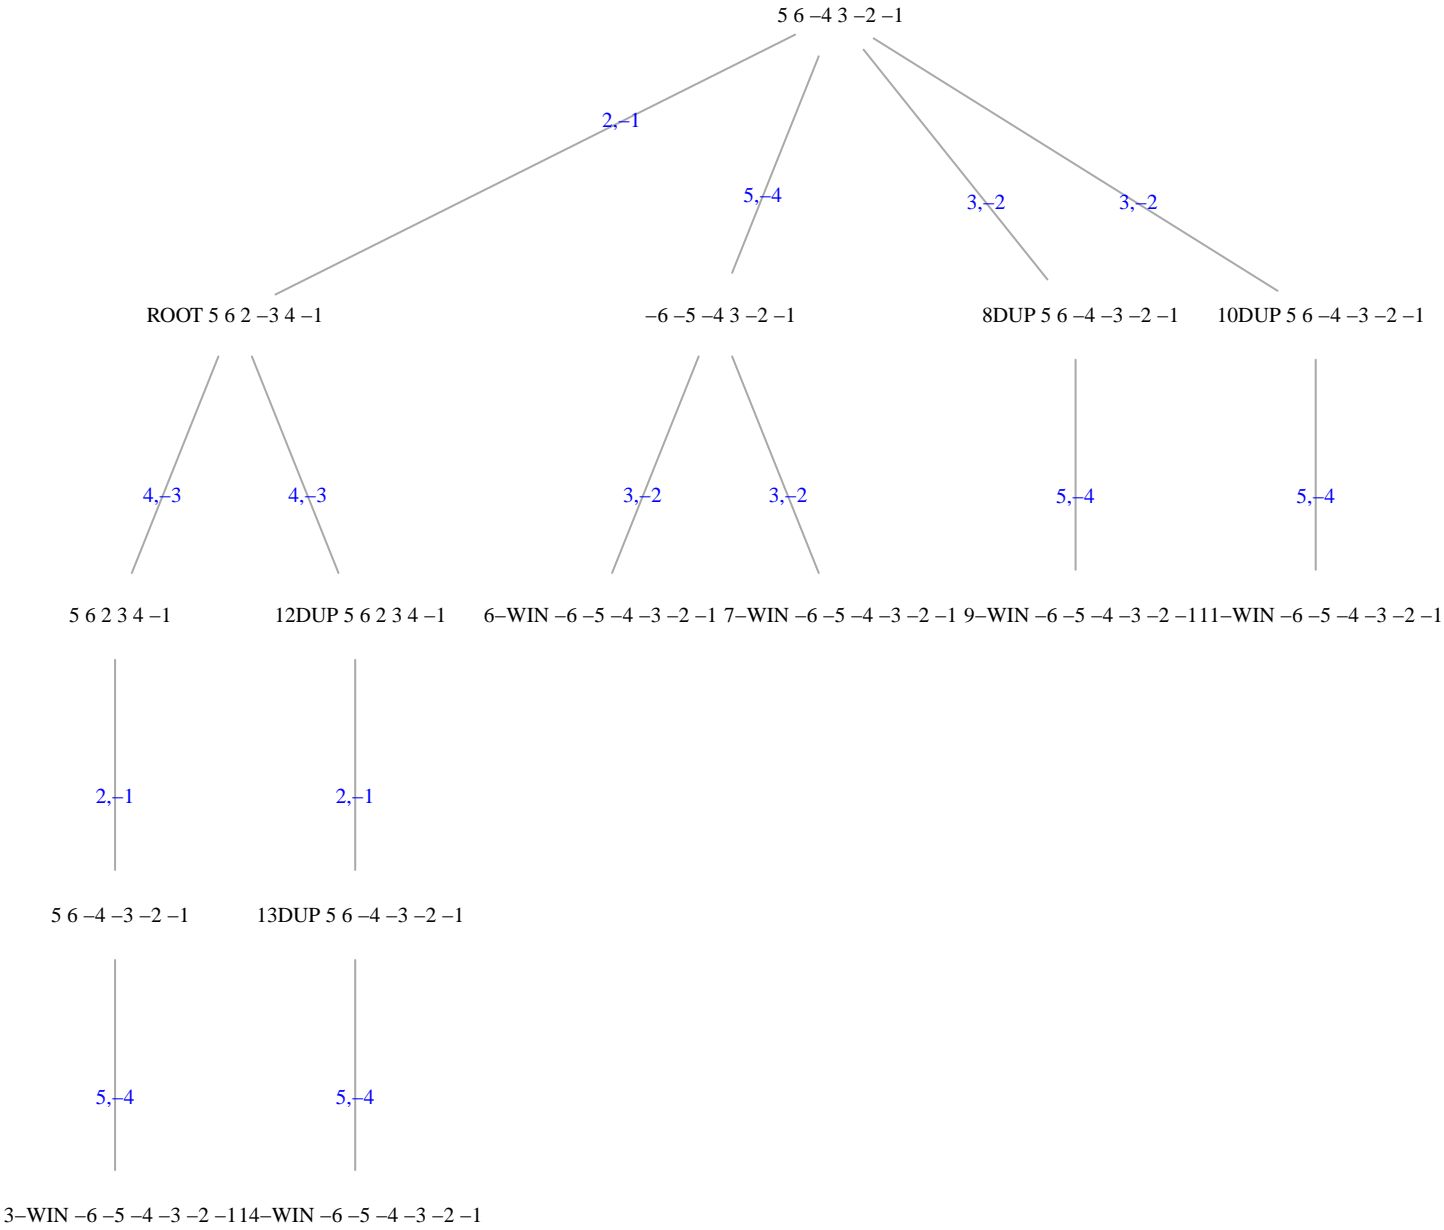 5 6 –4 3 –2 –1
2,–1
5,–4
3,–2
3,–2
ROOT 5 6 2 –3 4 –1
–6 –5 –4 3 –2 –1
8DUP 5 6 –4 –3 –2 –1
10DUP 5 6 –4 –3 –2 –1
4,–3
4,–3
3,–2
3,–2
5,–4
5,–4
5 6 2 3 4 –1
12DUP 5 6 2 3 4 –1
6–WIN –6 –5 –4 –3 –2 –1
7–WIN –6 –5 –4 –3 –2 –1
9–WIN –6 –5 –4 –3 –2 –1
11–WIN –6 –5 –4 –3 –2 –1
2,–1
2,–1
5 6 –4 –3 –2 –1
13DUP 5 6 –4 –3 –2 –1
5,–4
5,–4
3–WIN –6 –5 –4 –3 –2 –1
14–WIN –6 –5 –4 –3 –2 –1